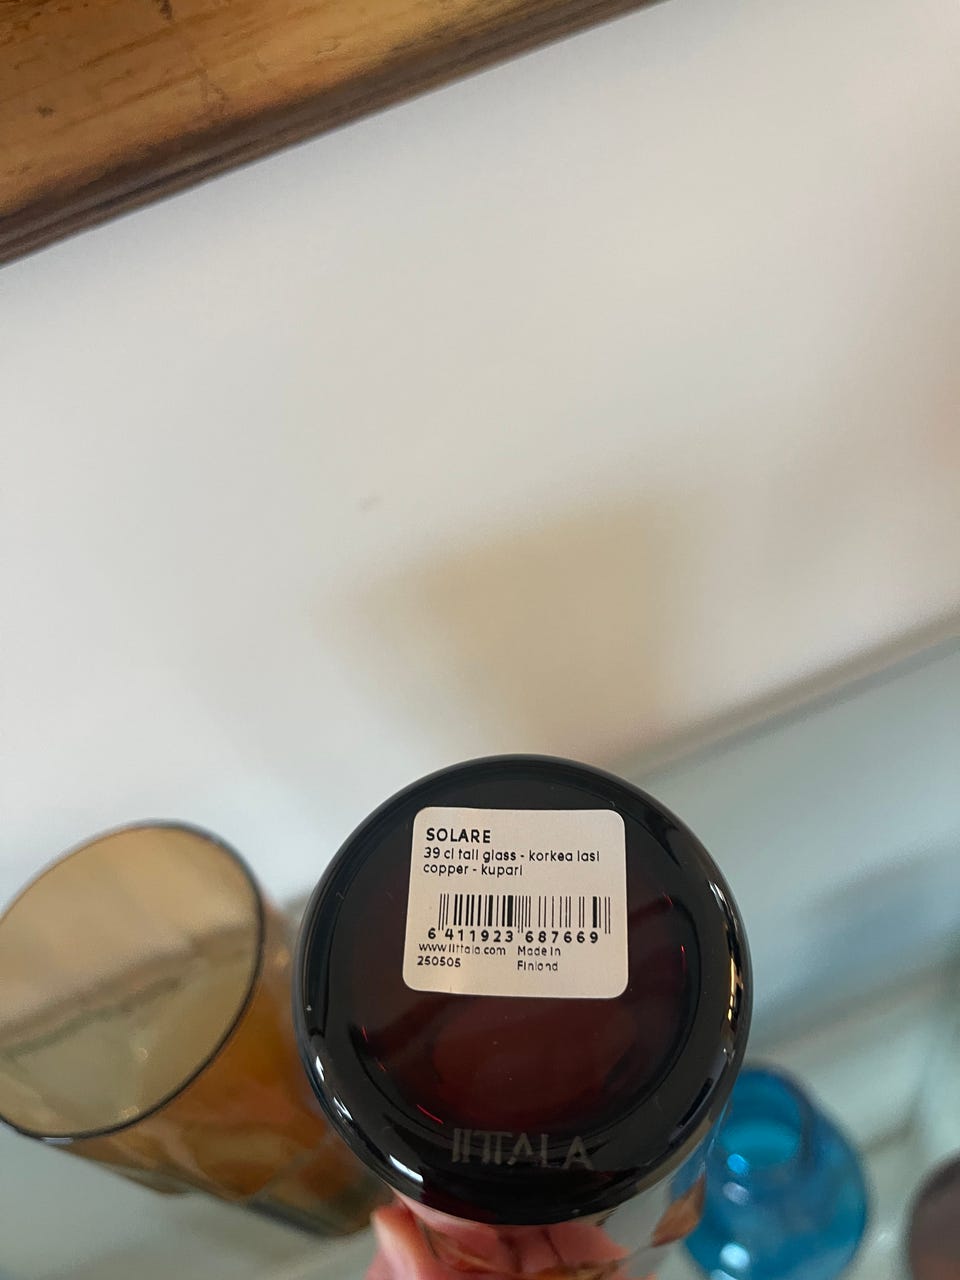 SOLARE
39 cl tall glass - korkea lasi
copper - kupari
6 411923 687669
www.iittala.com Made in
250505 Finland
IITTALA